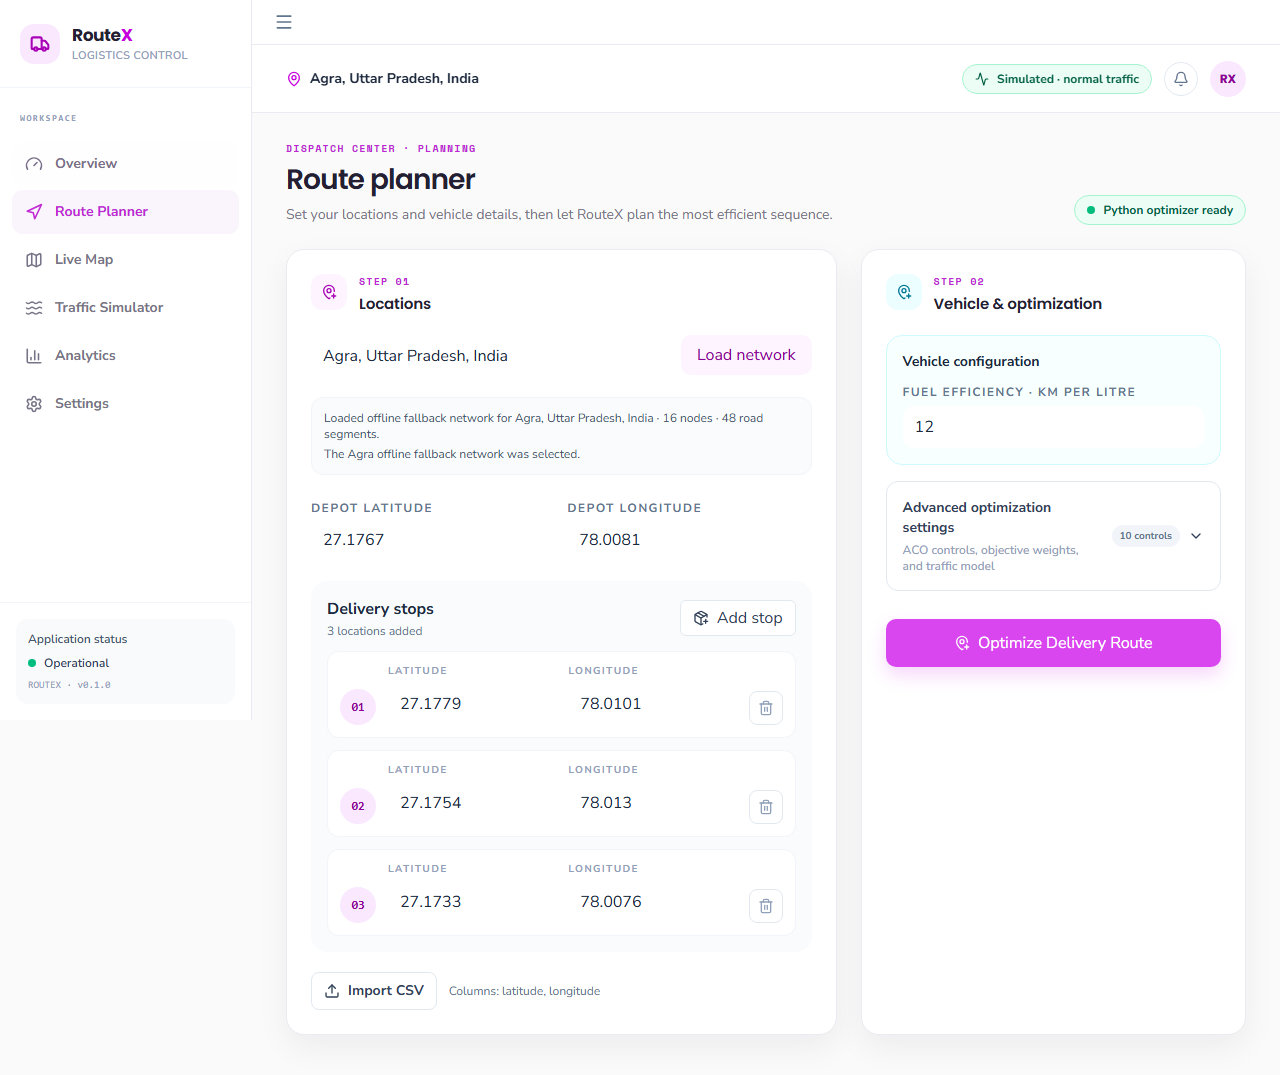 RouteX
LOGISTICS CONTROL
WORKSPACE
Overview
Route Planner
Live Map
Traffic Simulator
Analytics
Settings
Application status
Operational
ROUTEX · v0.1.0
Agra, Uttar Pradesh, India
Simulated · normal traffic
RX
DISPATCH CENTER · PLANNING
Route planner
Set your locations and vehicle details, then let RouteX plan the most efficient sequence.
Python optimizer ready
STEP 01
Locations
Agra, Uttar Pradesh, India
Load network
Loaded offline fallback network for Agra, Uttar Pradesh, India · 16 nodes · 48 road
segments.
The Agra offline fallback network was selected.
DEPOT LATITUDE
DEPOT LONGITUDE
27.1767
78.0081
Delivery stops
3 locations added
Add stop
LATITUDE
LONGITUDE
01
27.1779
78.0101
LATITUDE
LONGITUDE
02
27.1754
78.013
LATITUDE
LONGITUDE
03
27.1733
78.0076
Import CSV
Columns: latitude, longitude
STEP 02
Vehicle & optimization
Vehicle configuration
FUEL EFFICIENCY · KM PER LITRE
12
Advanced optimization
settings
ACO controls, objective weights,
and traffic model
10 controls
Optimize Delivery Route